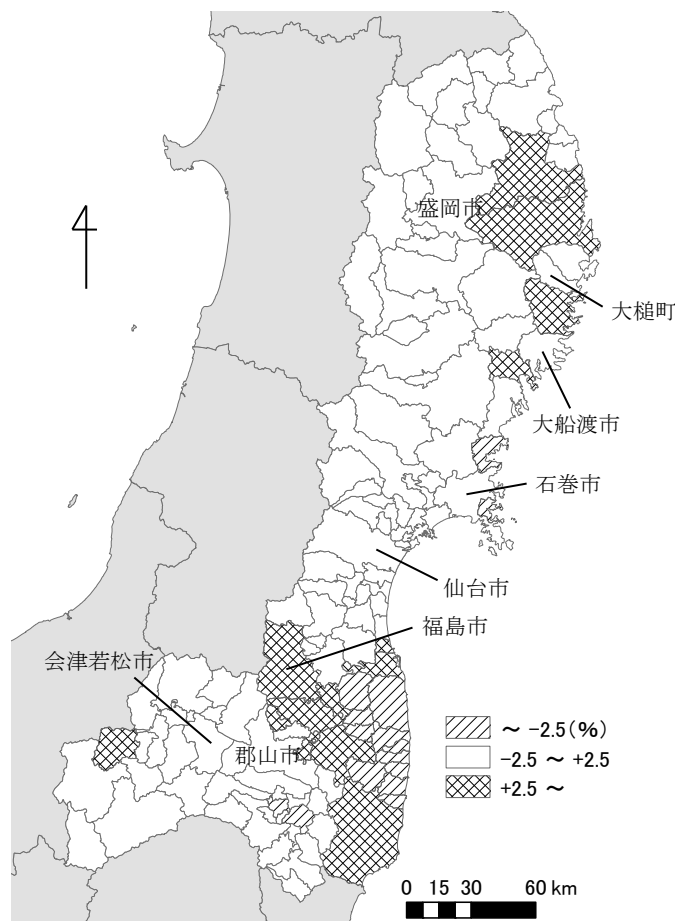 盛岡市
大槌町
大船渡市
石巻市
仙台市
福島市
会津若松市
郡山市
～ -2.5(%)
-2.5 ～ +2.5
+2.5 ～
0 15 30 60 km